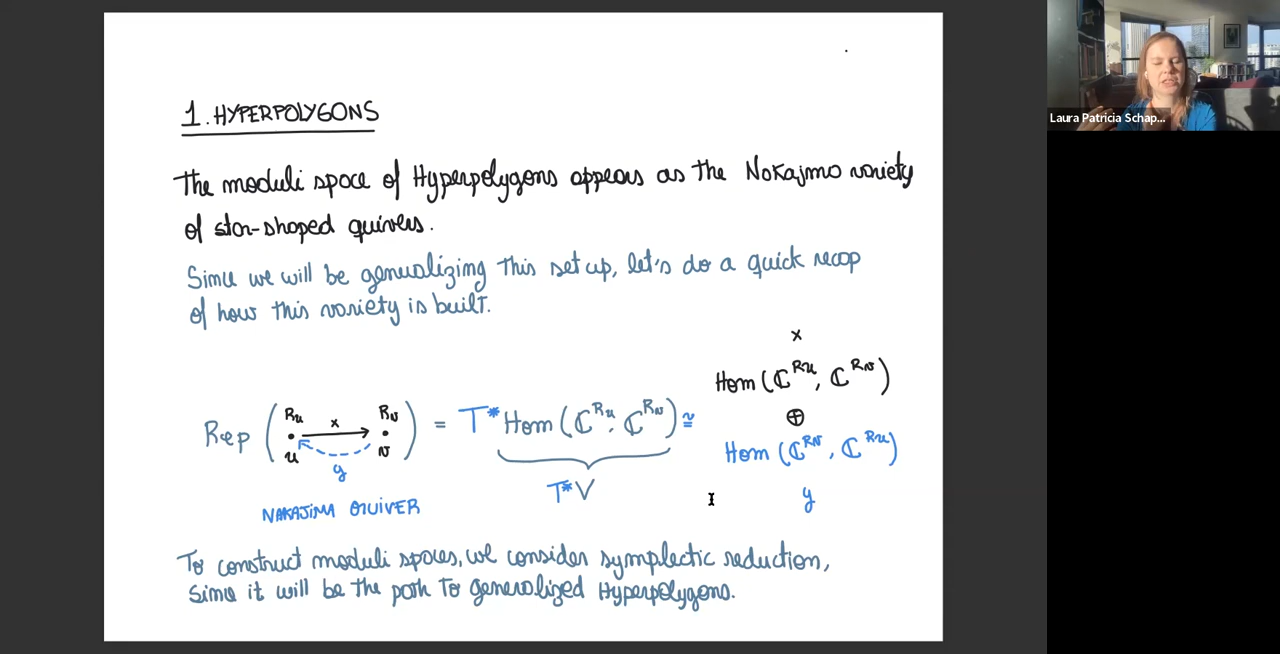 1. HYPERPOLYGONS
The moduli space of Hyperpolygons appears as the Nakajima variety
of star-shaped quivers.
Since we will be generalizing this set up, let's do a quick recap
of how this variety is built.
Rep ( R_u • u —x→ R_v • v, y ) = T*Hom(ℂ^{R_u}, ℂ^{R_v}) ≅
x
Hom(ℂ^{R_u}, ℂ^{R_v})
⊕
Hom(ℂ^{R_v}, ℂ^{R_u})
y
T*V
NAKAJIMA QUIVER
To construct moduli spaces, we consider symplectic reduction,
Since it will be the path to generalized Hyperpolygons.
Laura Patricia Schap...